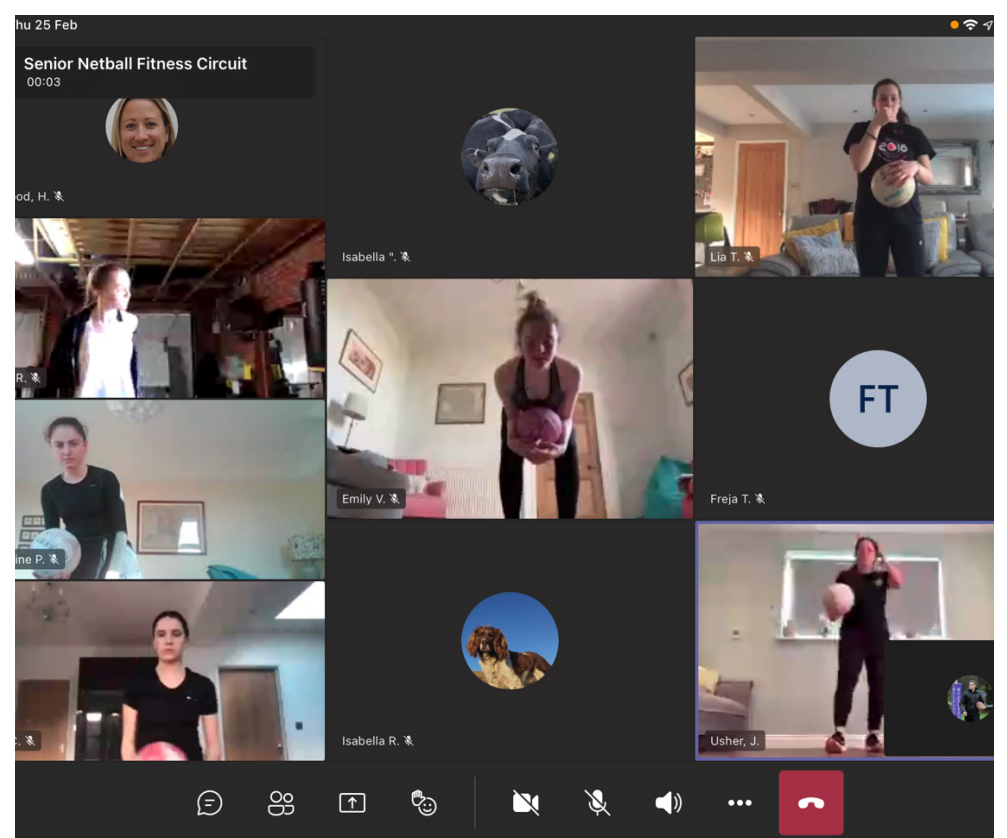 hu 25 Feb
Senior Netball Fitness Circuit
00:03
od, H.
Isabella ".
Lia T.
R.
Emily V.
FT
Freja T.
ine P.
C.
Isabella R.
Usher, J.